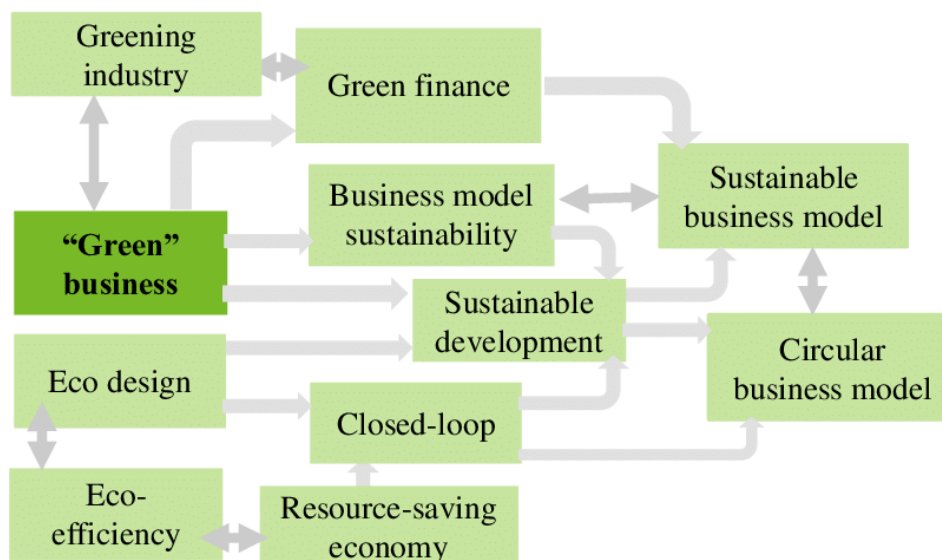 Greening
industry
Green finance
Business model
sustainability
Sustainable
business model
“Green”
business
Sustainable
development
Circular
business model
Eco design
Closed-loop
Eco-
efficiency
Resource-saving
economy